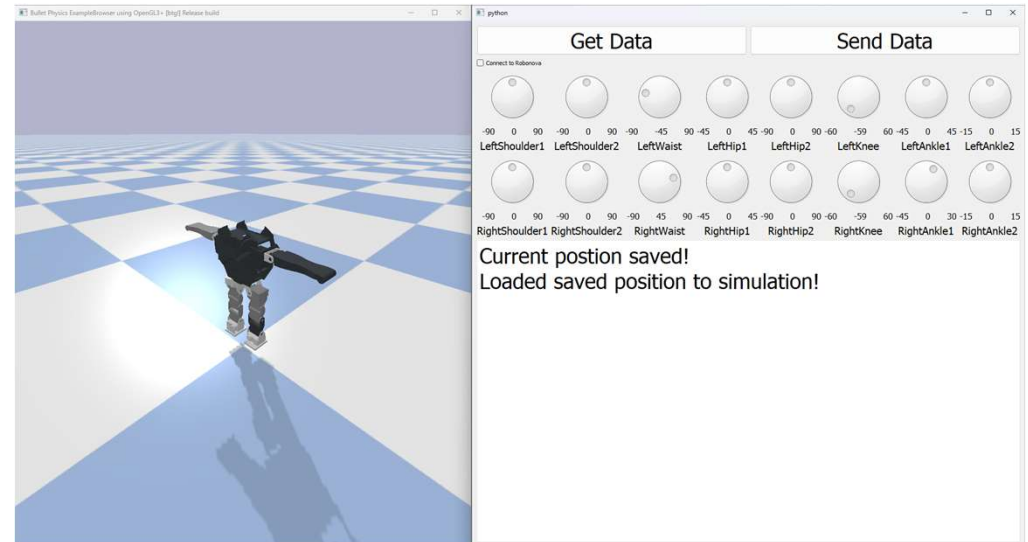 Bullet Physics ExampleBrowser using OpenGL3+ [btgl] Release build
python
Get Data Send Data
Connect to Robonova
-90 0 90 -90 0 90 -90 -45 90 -45 0 45 -90 0 90 -60 -59 60 -45 0 45 -15 0 15
LeftShoulder1 LeftShoulder2 LeftWaist LeftHip1 LeftHip2 LeftKnee LeftAnkle1 LeftAnkle2
-90 0 90 -90 0 90 -90 45 90 -45 0 45 -90 0 90 -60 -59 60 -45 0 30 -15 0 15
RightShoulder1 RightShoulder2 RightWaist RightHip1 RightHip2 RightKnee RightAnkle1 RightAnkle2
Current postion saved!
Loaded saved position to simulation!